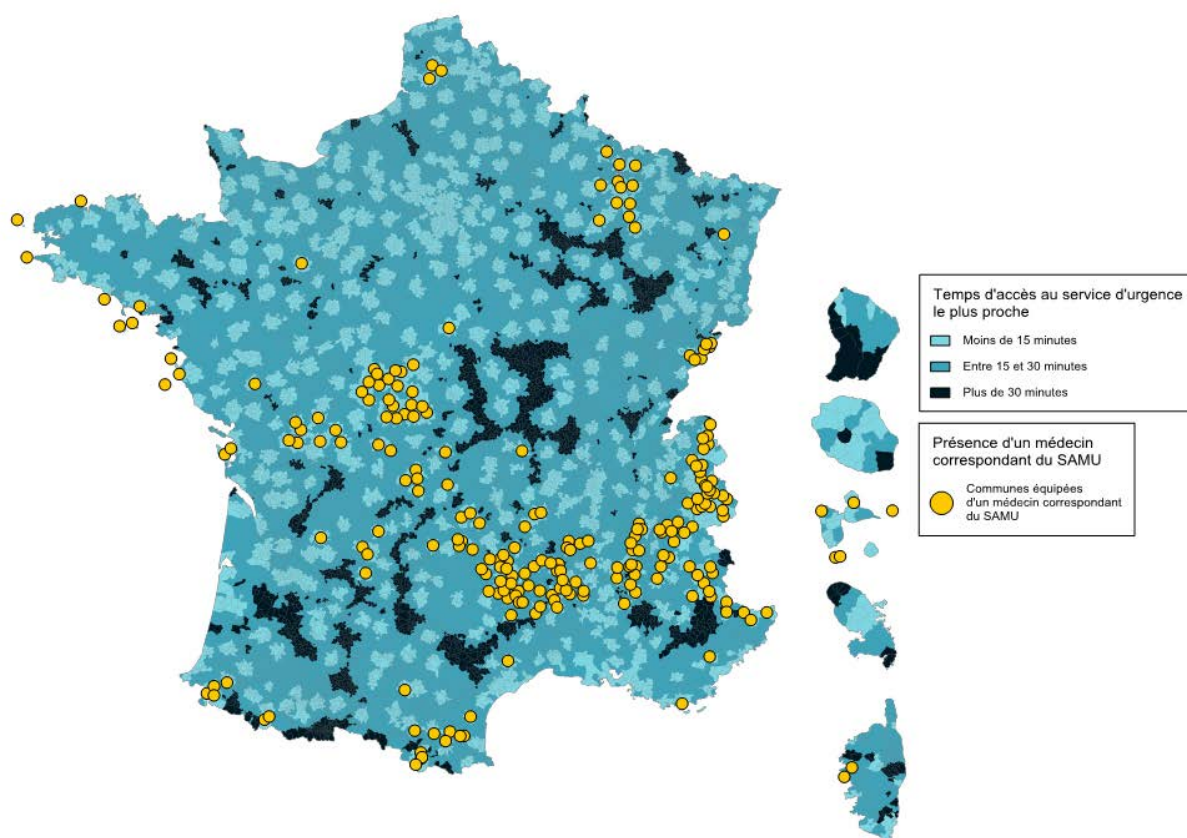 Temps d'accès au service d'urgence
le plus proche
Moins de 15 minutes
Entre 15 et 30 minutes
Plus de 30 minutes
Présence d'un médecin
correspondant du SAMU
Communes équipées
d'un médecin correspondant
du SAMU